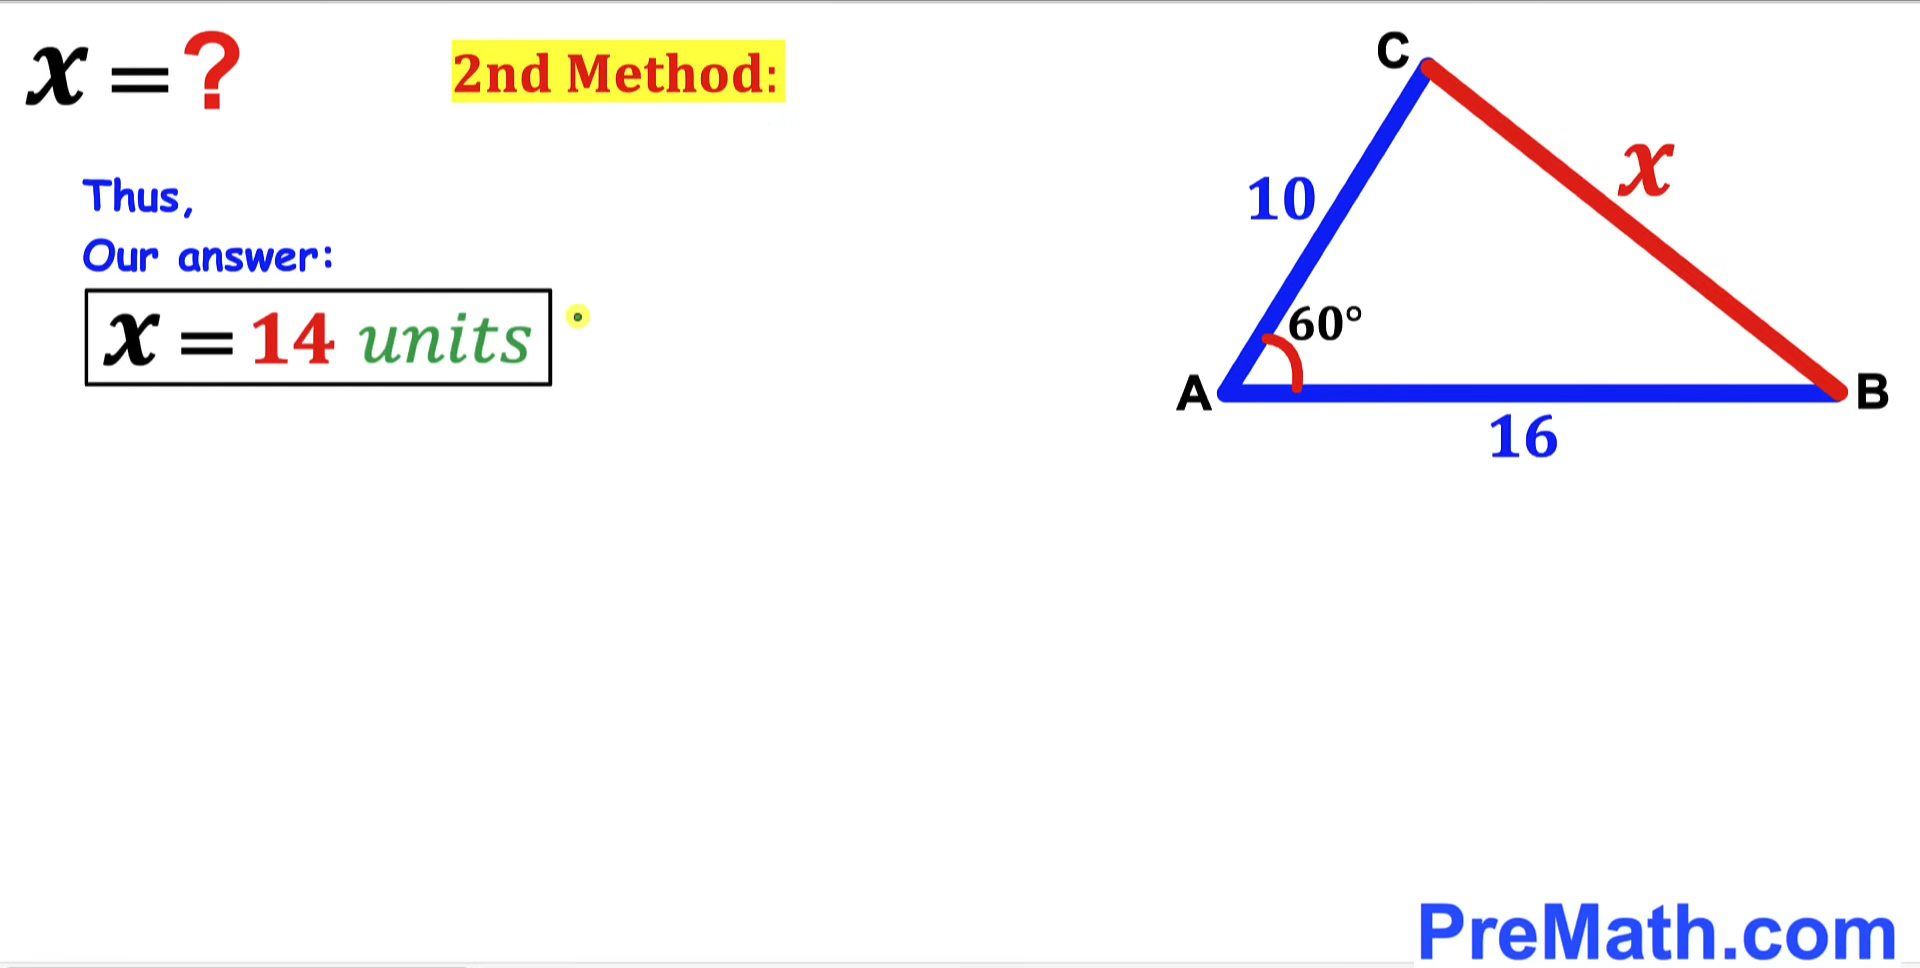 x = ?
2nd Method:
Thus,
Our answer:
x = 14 units
C
10
x
60°
A
B
16
PreMath.com